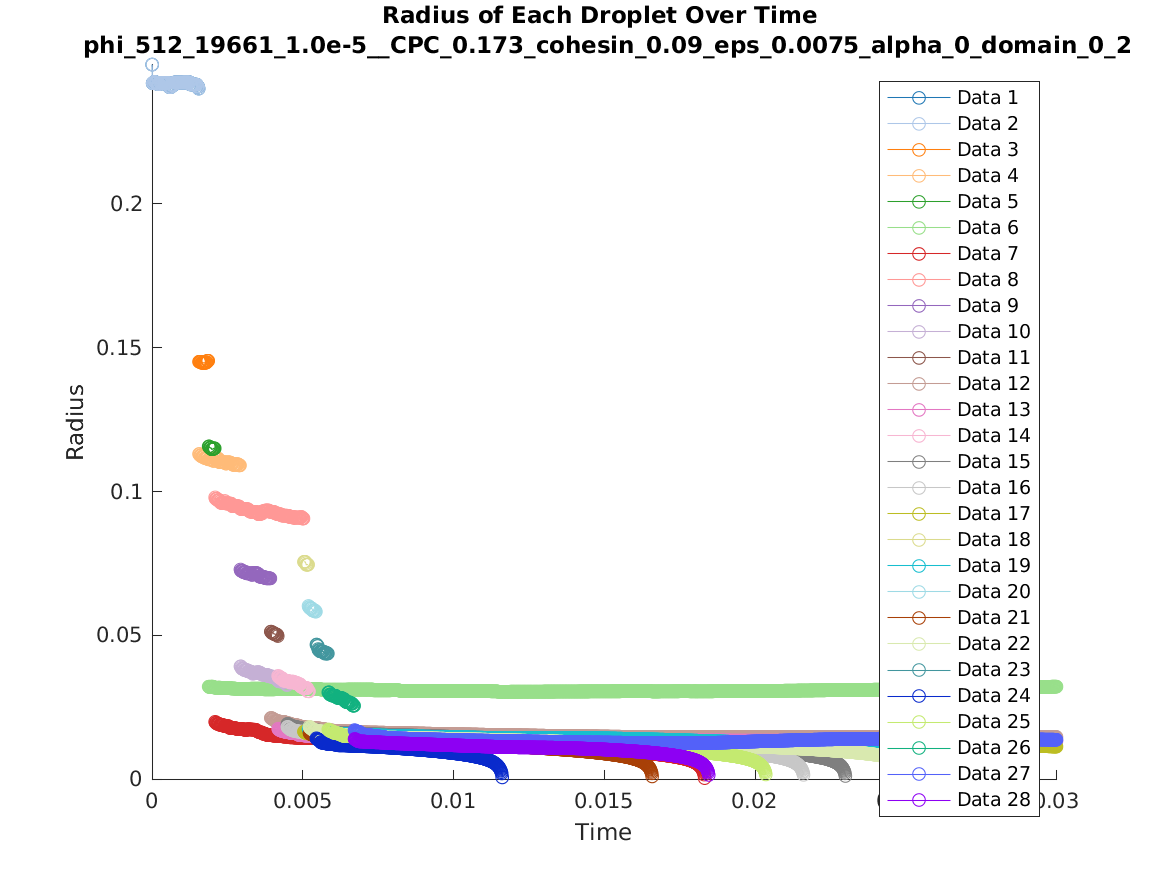 Radius of Each Droplet Over Time
phi_512_19661_1.0e-5__CPC_0.173_cohesin_0.09_eps_0.0075_alpha_0_domain_0_2
Radius
0.2
0.15
0.1
0.05
0
0
0.005
0.01
0.015
0.02
0.03
Time
Data 1
Data 2
Data 3
Data 4
Data 5
Data 6
Data 7
Data 8
Data 9
Data 10
Data 11
Data 12
Data 13
Data 14
Data 15
Data 16
Data 17
Data 18
Data 19
Data 20
Data 21
Data 22
Data 23
Data 24
Data 25
Data 26
Data 27
Data 28